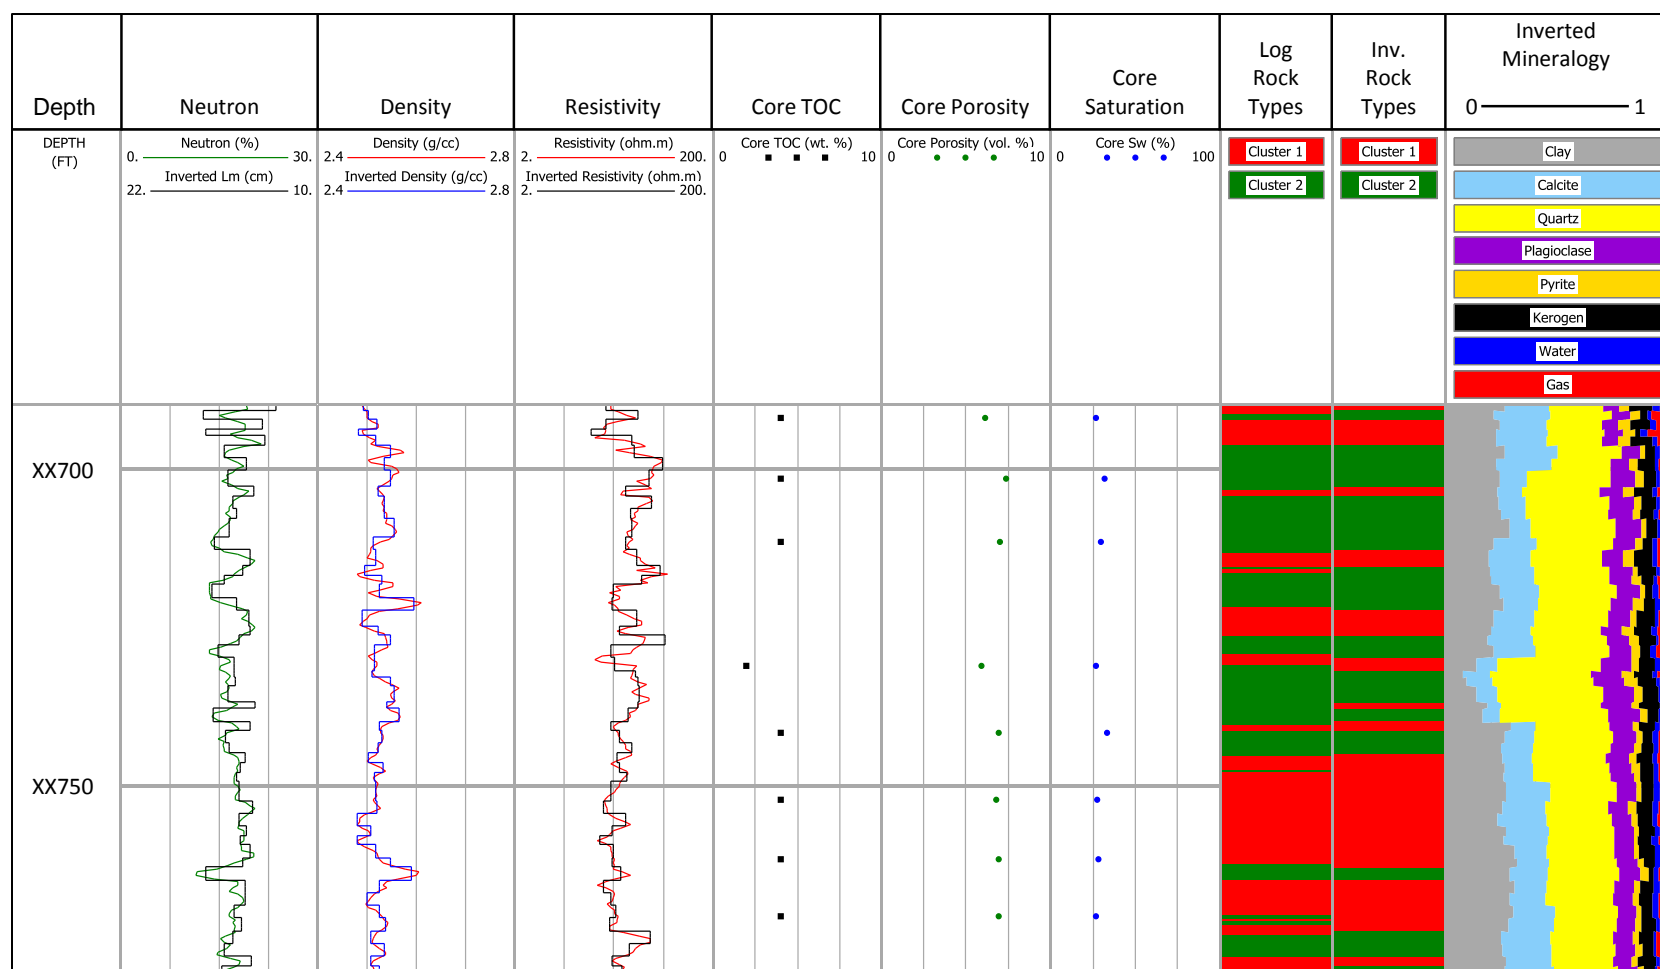 Depth
Neutron
Density
Resistivity
Core TOC
Core Porosity
Core
Saturation
Log
Rock
Types
Inv.
Rock
Types
Inverted
Mineralogy
0 1
DEPTH
(FT)
Neutron (%)
0. 30.
Inverted Lm (cm)
22. 10.
Density (g/cc)
2.4 2.8
Inverted Density (g/cc)
2.4 2.8
Resistivity (ohm.m)
2. 200.
Inverted Resistivity (ohm.m)
2. 200.
Core TOC (wt. %)
0 10
Core Porosity (vol. %)
0 10
Core Sw (%)
0 100
Cluster 1
Cluster 2
Cluster 1
Cluster 2
Clay
Calcite
Quartz
Plagioclase
Pyrite
Kerogen
Water
Gas
XX700
XX750